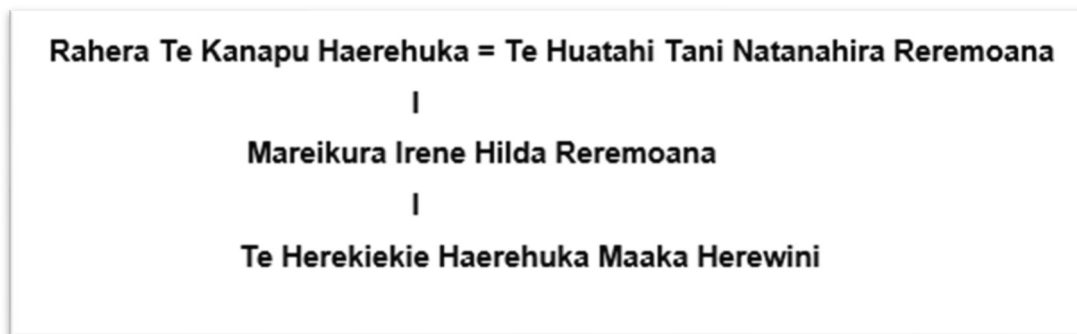 Rahera Te Kanapu Haerehuka = Te Huatahi Tani Natanahira Reremoana
I
Mareikura Irene Hilda Reremoana
I
Te Herekiekie Haerehuka Maaka Herewini